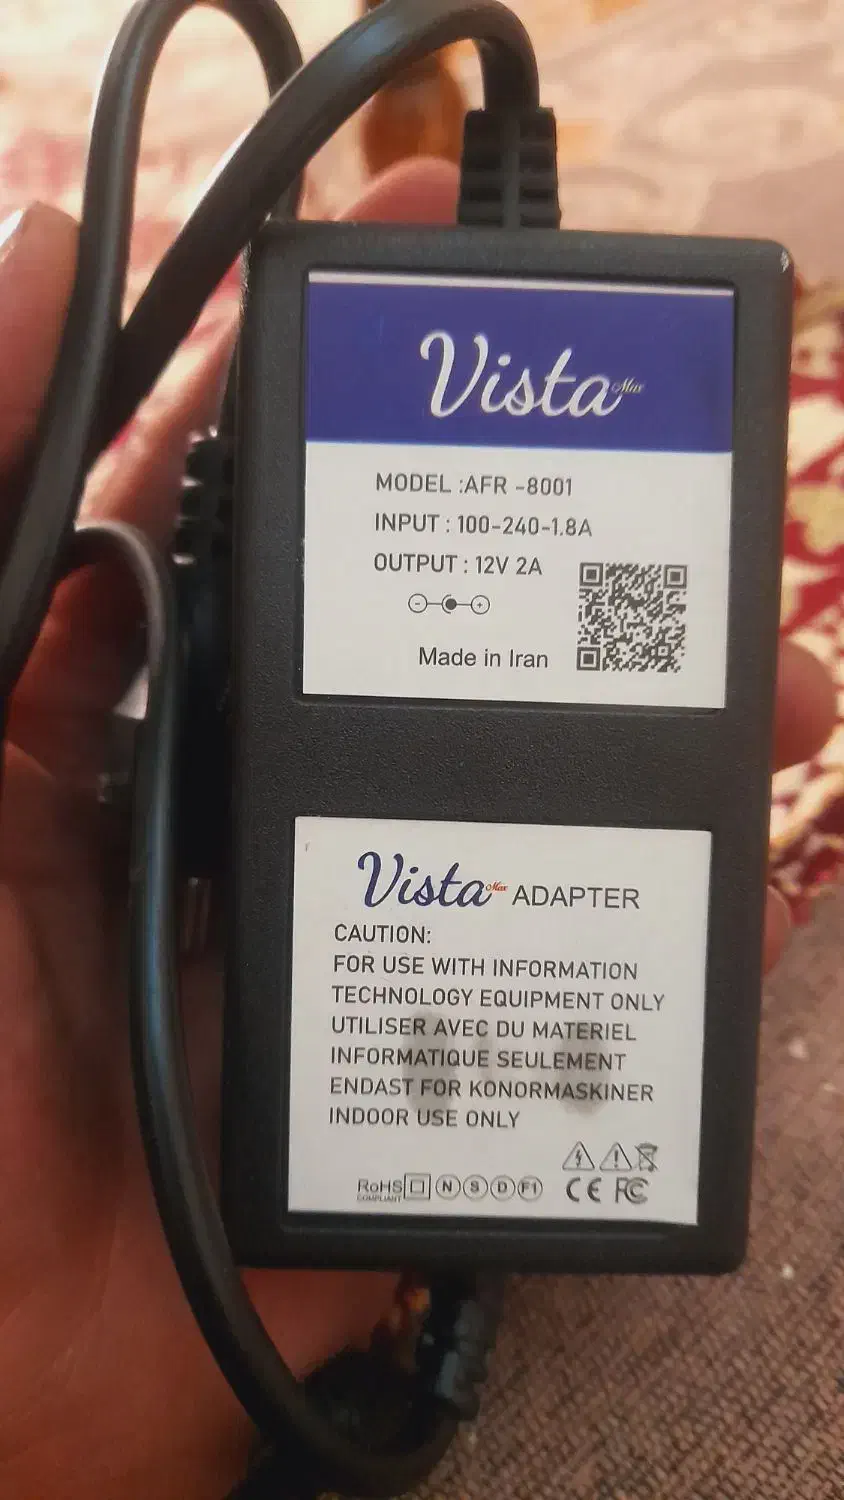 Vista Max
MODEL :AFR -8001
INPUT : 100-240-1.8A
OUTPUT : 12V 2A
Made in Iran
Vista Max ADAPTER
CAUTION:
FOR USE WITH INFORMATION
TECHNOLOGY EQUIPMENT ONLY
UTILISER AVEC DU MATERIEL
INFORMATIQUE SEULEMENT
ENDAST FOR KONORMASKINER
INDOOR USE ONLY
RoHS N S D F1 CE FC
COMPLIANT